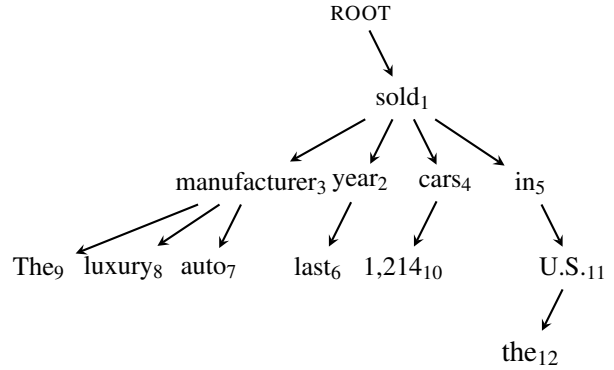 ROOT
sold₁
manufacturer₃ year₂ cars₄ in₅
The₉ luxury₈ auto₇ last₆ 1,214₁₀ U.S.₁₁
the₁₂